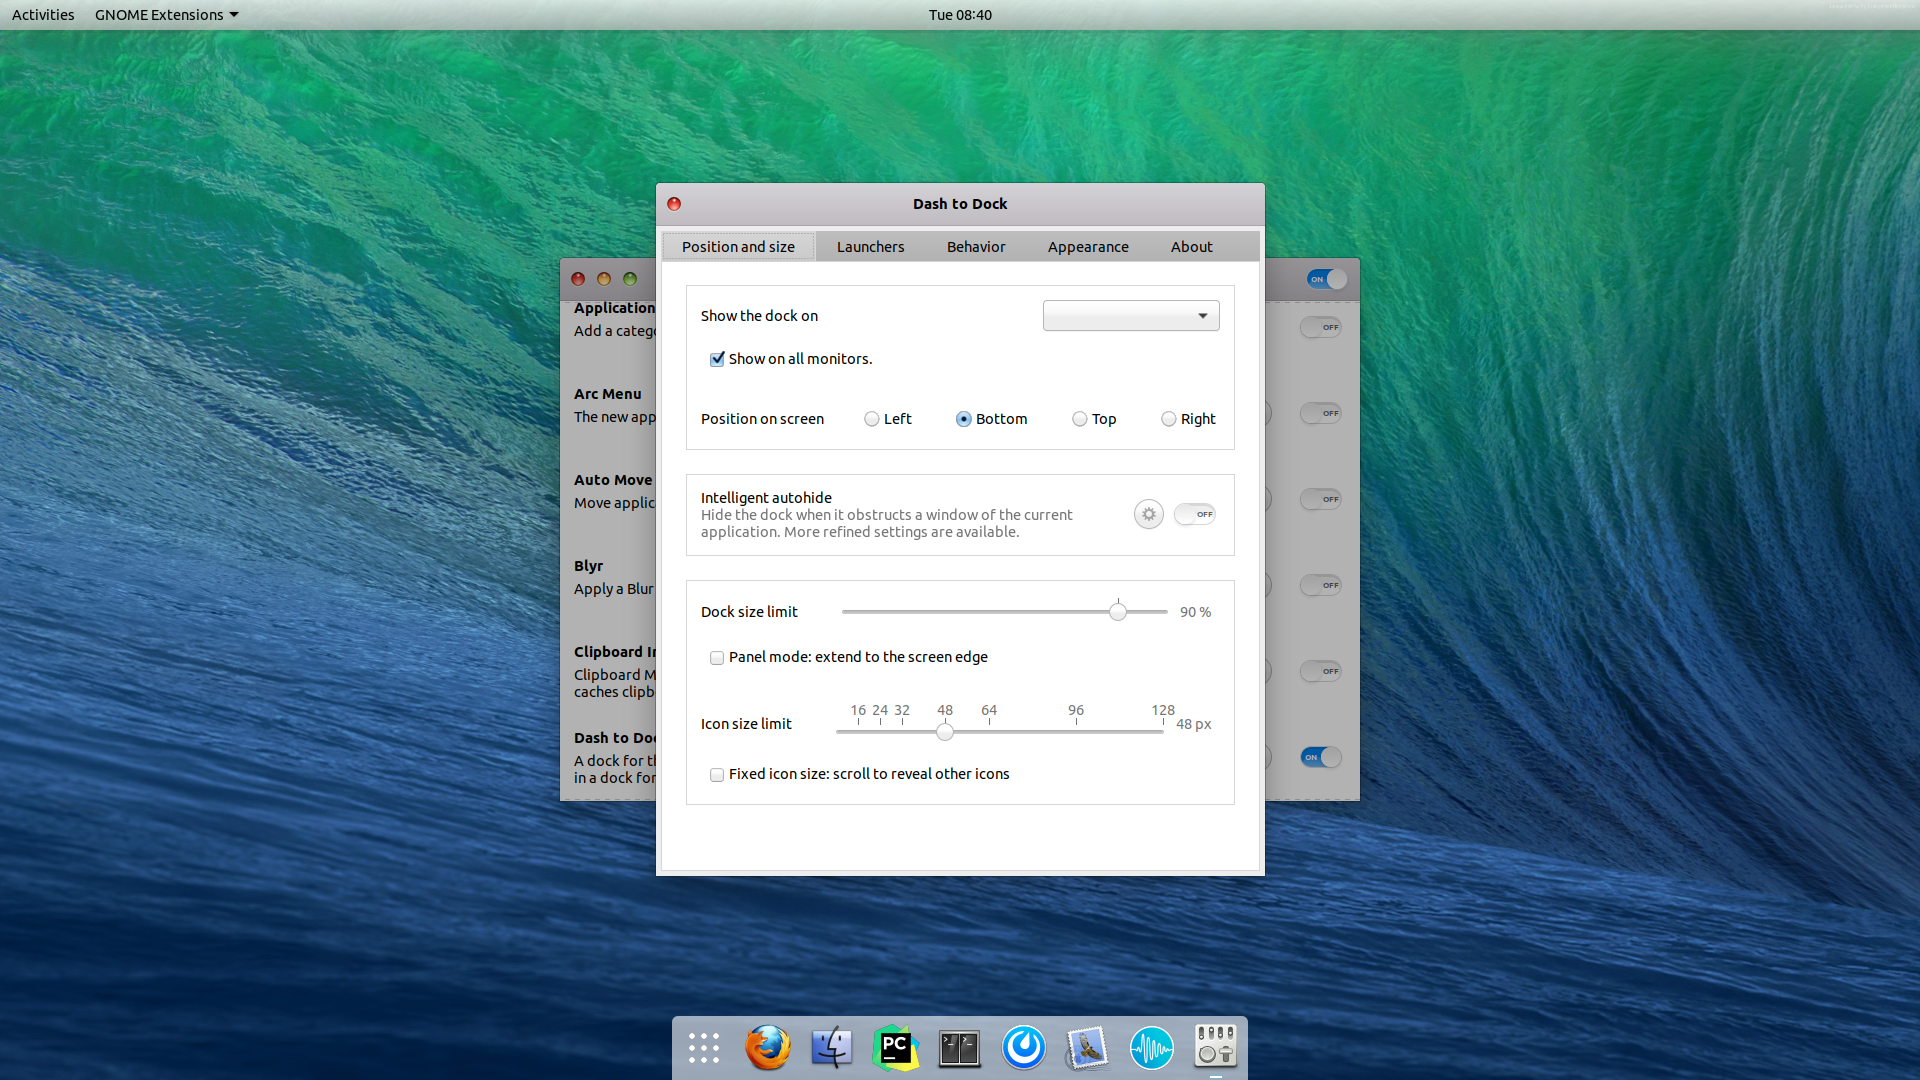 Activities GNOME Extensions Tue 08:40
Dash to Dock
Position and size Launchers Behavior Appearance About
ON
Show the dock on
Show on all monitors.
Position on screen Left Bottom Top Right
Intelligent autohide
Hide the dock when it obstructs a window of the current
application. More refined settings are available.
OFF
Dock size limit 90 %
Panel mode: extend to the screen edge
16 24 32 48 64 96 128
Icon size limit 48 px
Fixed icon size: scroll to reveal other icons
Application
Add a catego
OFF
Arc Menu
The new app
OFF
Auto Move
Move applic
OFF
Blyr
Apply a Blur
OFF
Clipboard In
Clipboard M
caches clipb
OFF
Dash to Doc
A dock for th
in a dock for
ON
PC